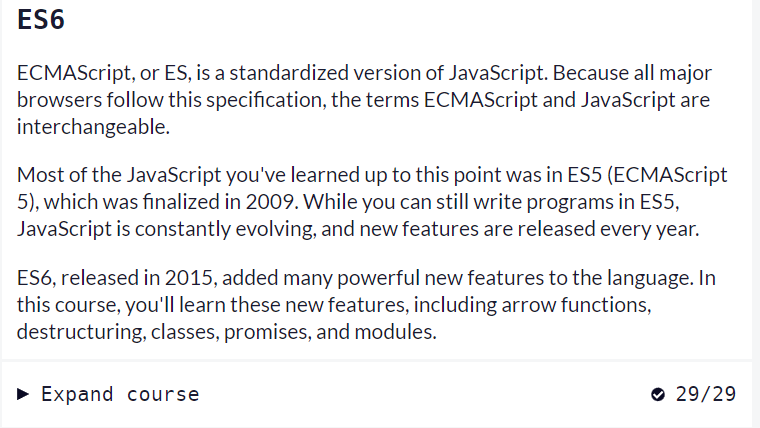 ES6
ECMAScript, or ES, is a standardized version of JavaScript. Because all major
browsers follow this specification, the terms ECMAScript and JavaScript are
interchangeable.
Most of the JavaScript you've learned up to this point was in ES5 (ECMAScript
5), which was finalized in 2009. While you can still write programs in ES5,
JavaScript is constantly evolving, and new features are released every year.
ES6, released in 2015, added many powerful new features to the language. In
this course, you'll learn these new features, including arrow functions,
destructuring, classes, promises, and modules.
Expand course 29/29